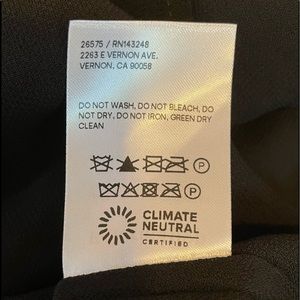 26575 / RN143248
2263 E VERNON AVE.
VERNON, CA 90058
DO NOT WASH, DO NOT BLEACH, DO
NOT DRY, DO NOT IRON, GREEN DRY
CLEAN
P
P
CLIMATE
NEUTRAL
CERTIFIED